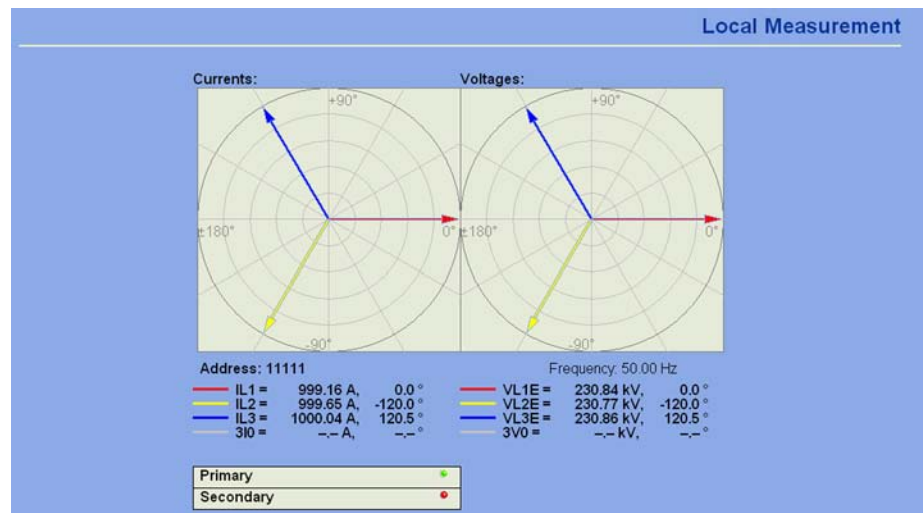 Local Measurement
Currents:
Voltages:
+90°
+90°
±180°
0°
±180°
0°
-90°
-90°
Address: 11111
Frequency: 50.00 Hz
IL1 = 999.16 A, 0.0 °
VL1E = 230.84 kV, 0.0 °
IL2 = 999.65 A, -120.0 °
VL2E = 230.77 kV, -120.0 °
IL3 = 1000.04 A, 120.5 °
VL3E = 230.86 kV, 120.5 °
3I0 = --.-- A, --.-- °
3V0 = --.-- kV, --.-- °
Primary
Secondary